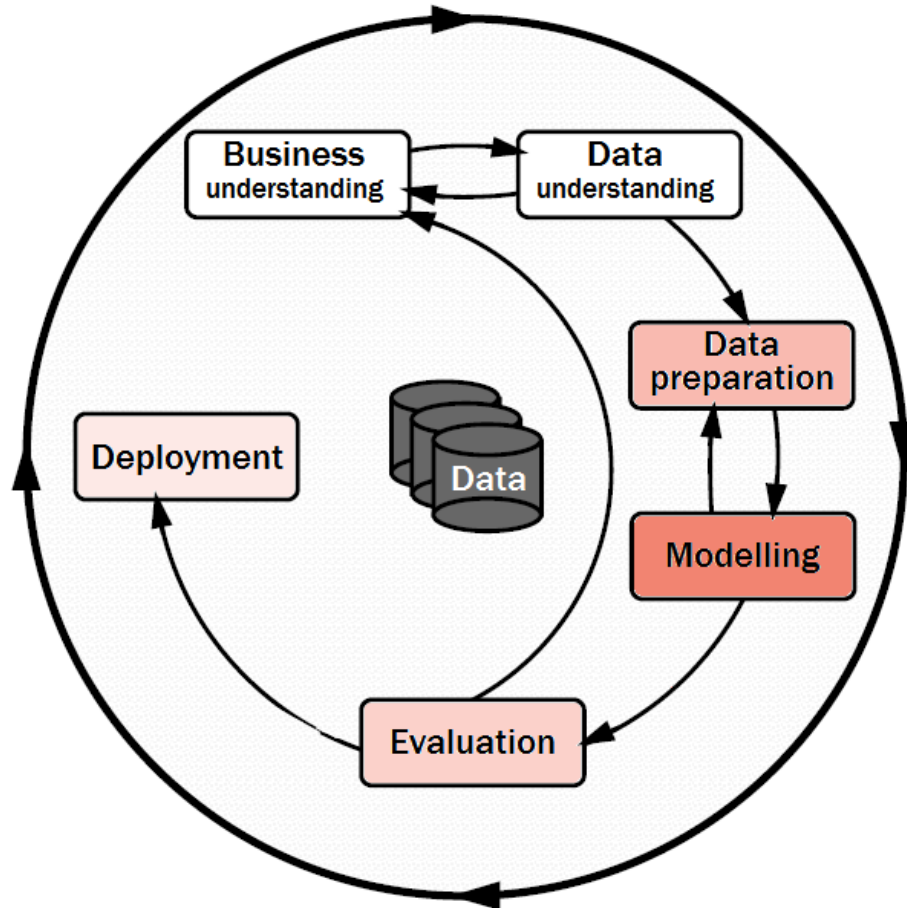 Business
understanding
Data
understanding
Data
preparation
Deployment
Data
Modelling
Evaluation